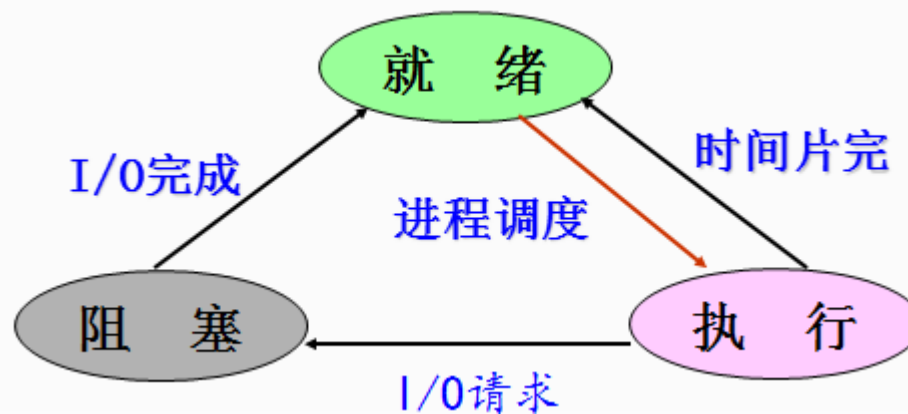 就 绪
I/O完成
时间片完
进程调度
阻 塞
执 行
I/O请求